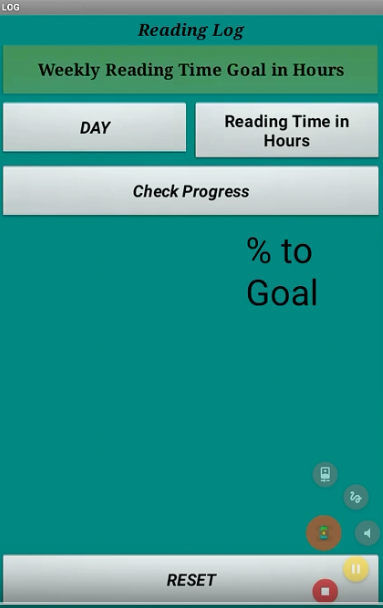 LOG
Reading Log
Weekly Reading Time Goal in Hours
DAY
Reading Time in
Hours
Check Progress
% to
Goal
RESET